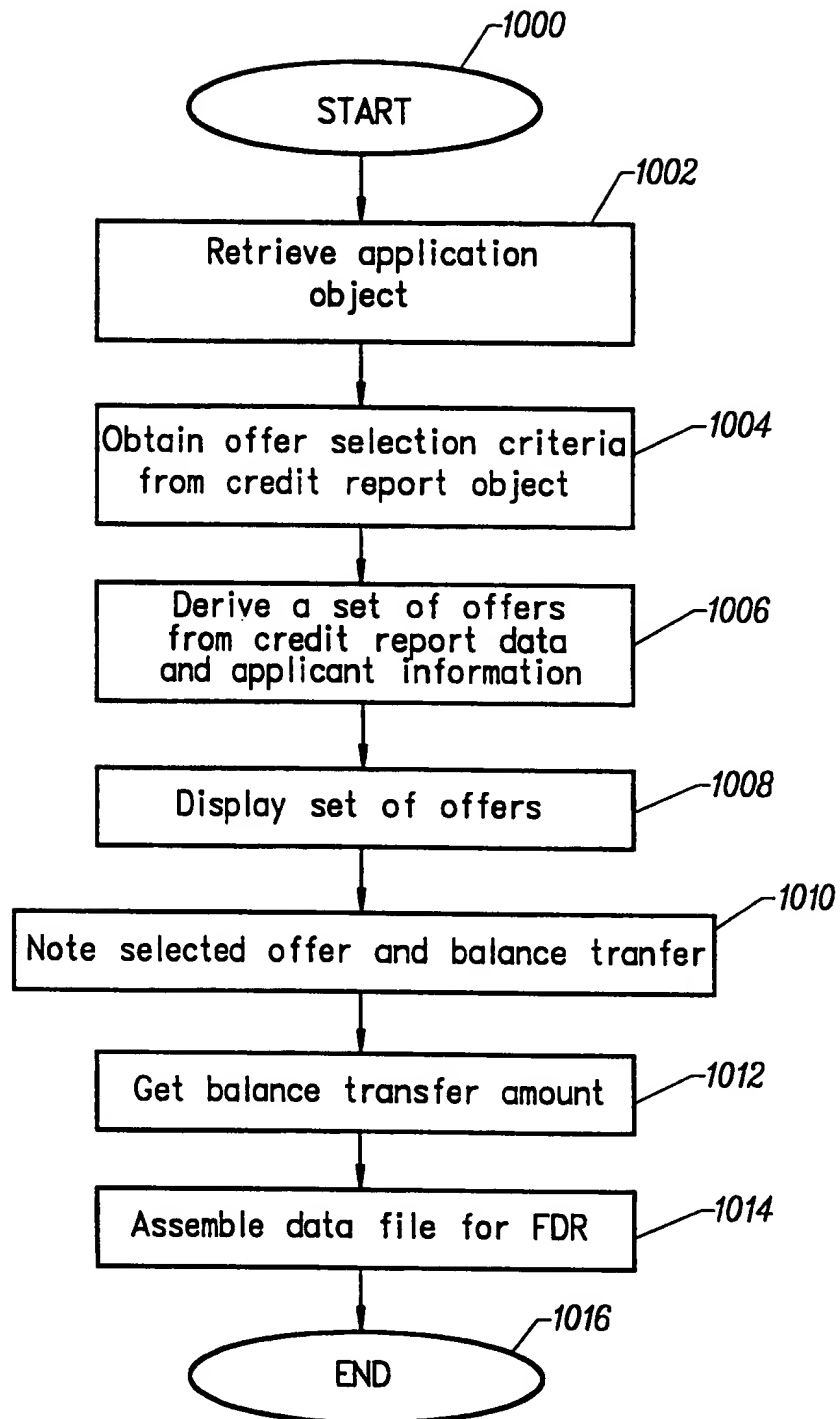 1000
START
1002
Retrieve application
object
1004
Obtain offer selection criteria
from credit report object
1006
Derive a set of offers
from credit report data
and applicant information
1008
Display set of offers
1010
Note selected offer and balance tranfer
1012
Get balance transfer amount
1014
Assemble data file for FDR
1016
END